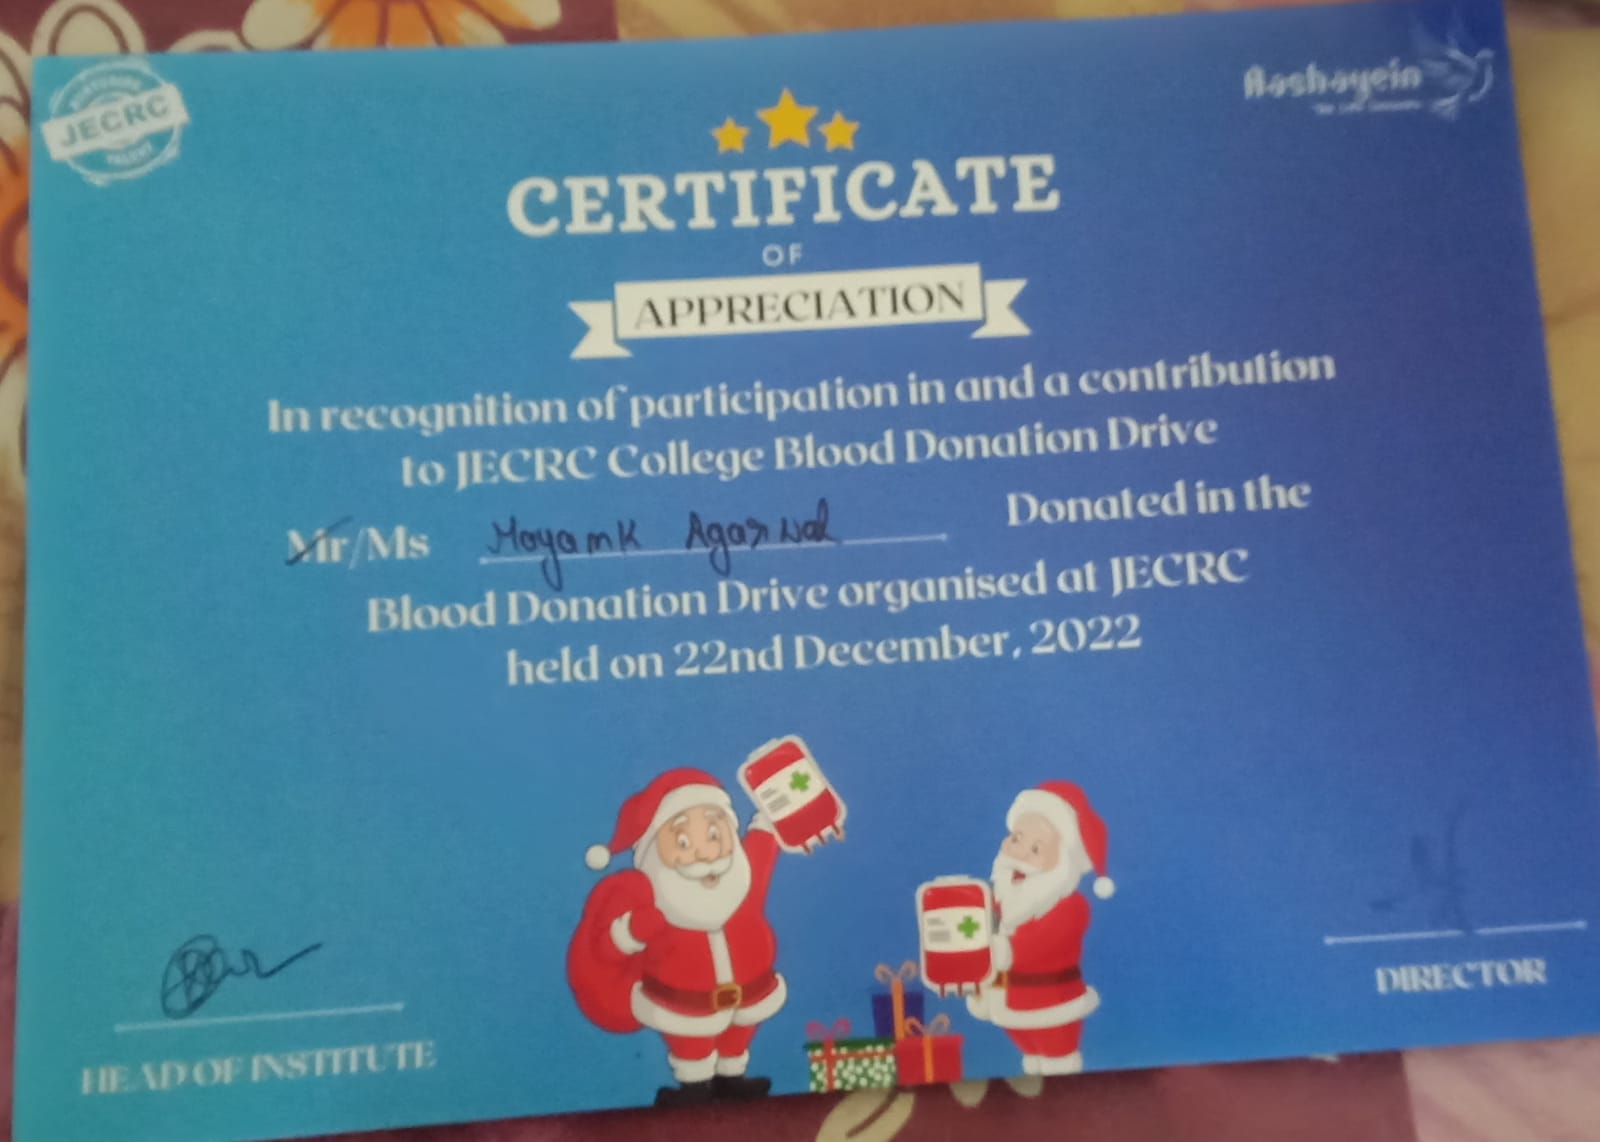 NURTURING
JECRC
TALENT
Aashayein
CERTIFICATE
OF
APPRECIATION
In recognition of participation in and a contribution
to JECRC College Blood Donation Drive
Mr/Ms Mayank Agarwal Donated in the
Blood Donation Drive organised at JECRC
held on 22nd December, 2022
HEAD OF INSTITUTE
DIRECTOR